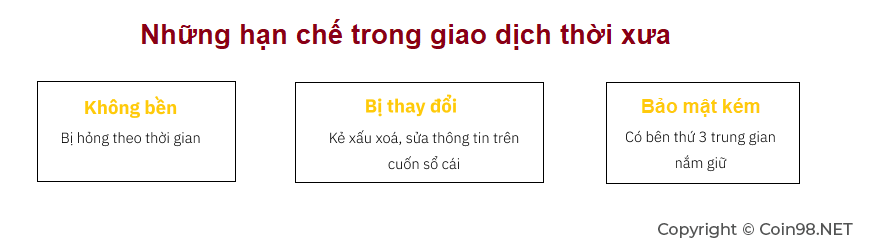 Những hạn chế trong giao dịch thời xưa
Không bền
Bị hỏng theo thời gian
Bị thay đổi
Kẻ xấu xoá, sửa thông tin trên
cuốn sổ cái
Bảo mật kém
Có bên thứ 3 trung gian
nắm giữ
Copyright © Coin98.NET